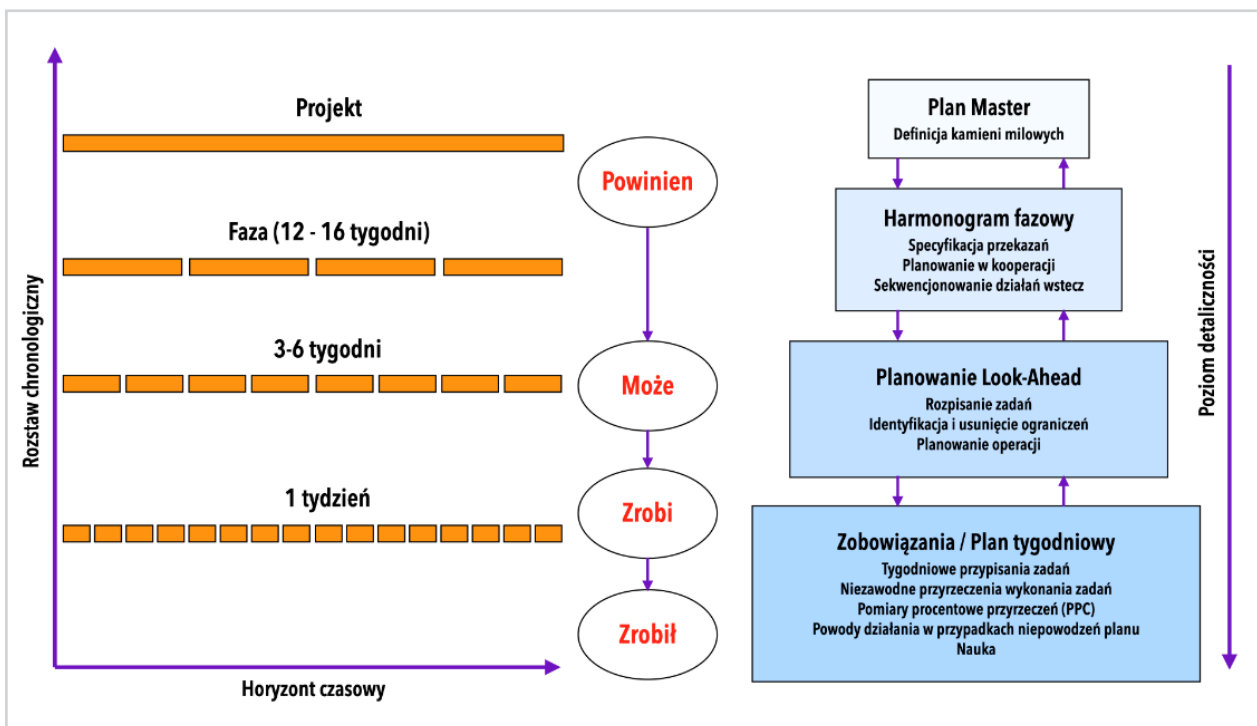 Rozstaw chronologiczny
Projekt
Faza (12 - 16 tygodni)
3-6 tygodni
1 tydzień
Horyzont czasowy
Powinien
Może
Zrobi
Zrobił
Plan Master
Definicja kamieni milowych
Harmonogram fazowy
Specyfikacja przekazań
Planowanie w kooperacji
Sekwencjonowanie działań wstecz
Planowanie Look-Ahead
Rozpisanie zadań
Identyfikacja i usunięcie ograniczeń
Planowanie operacji
Zobowiązania / Plan tygodniowy
Tygodniowe przypisania zadań
Niezawodne przyrzeczenia wykonania zadań
Pomiary procentowe przyrzeczeń (PPC)
Powody działania w przypadkach niepowodzeń planu
Nauka
Poziom detaliczności